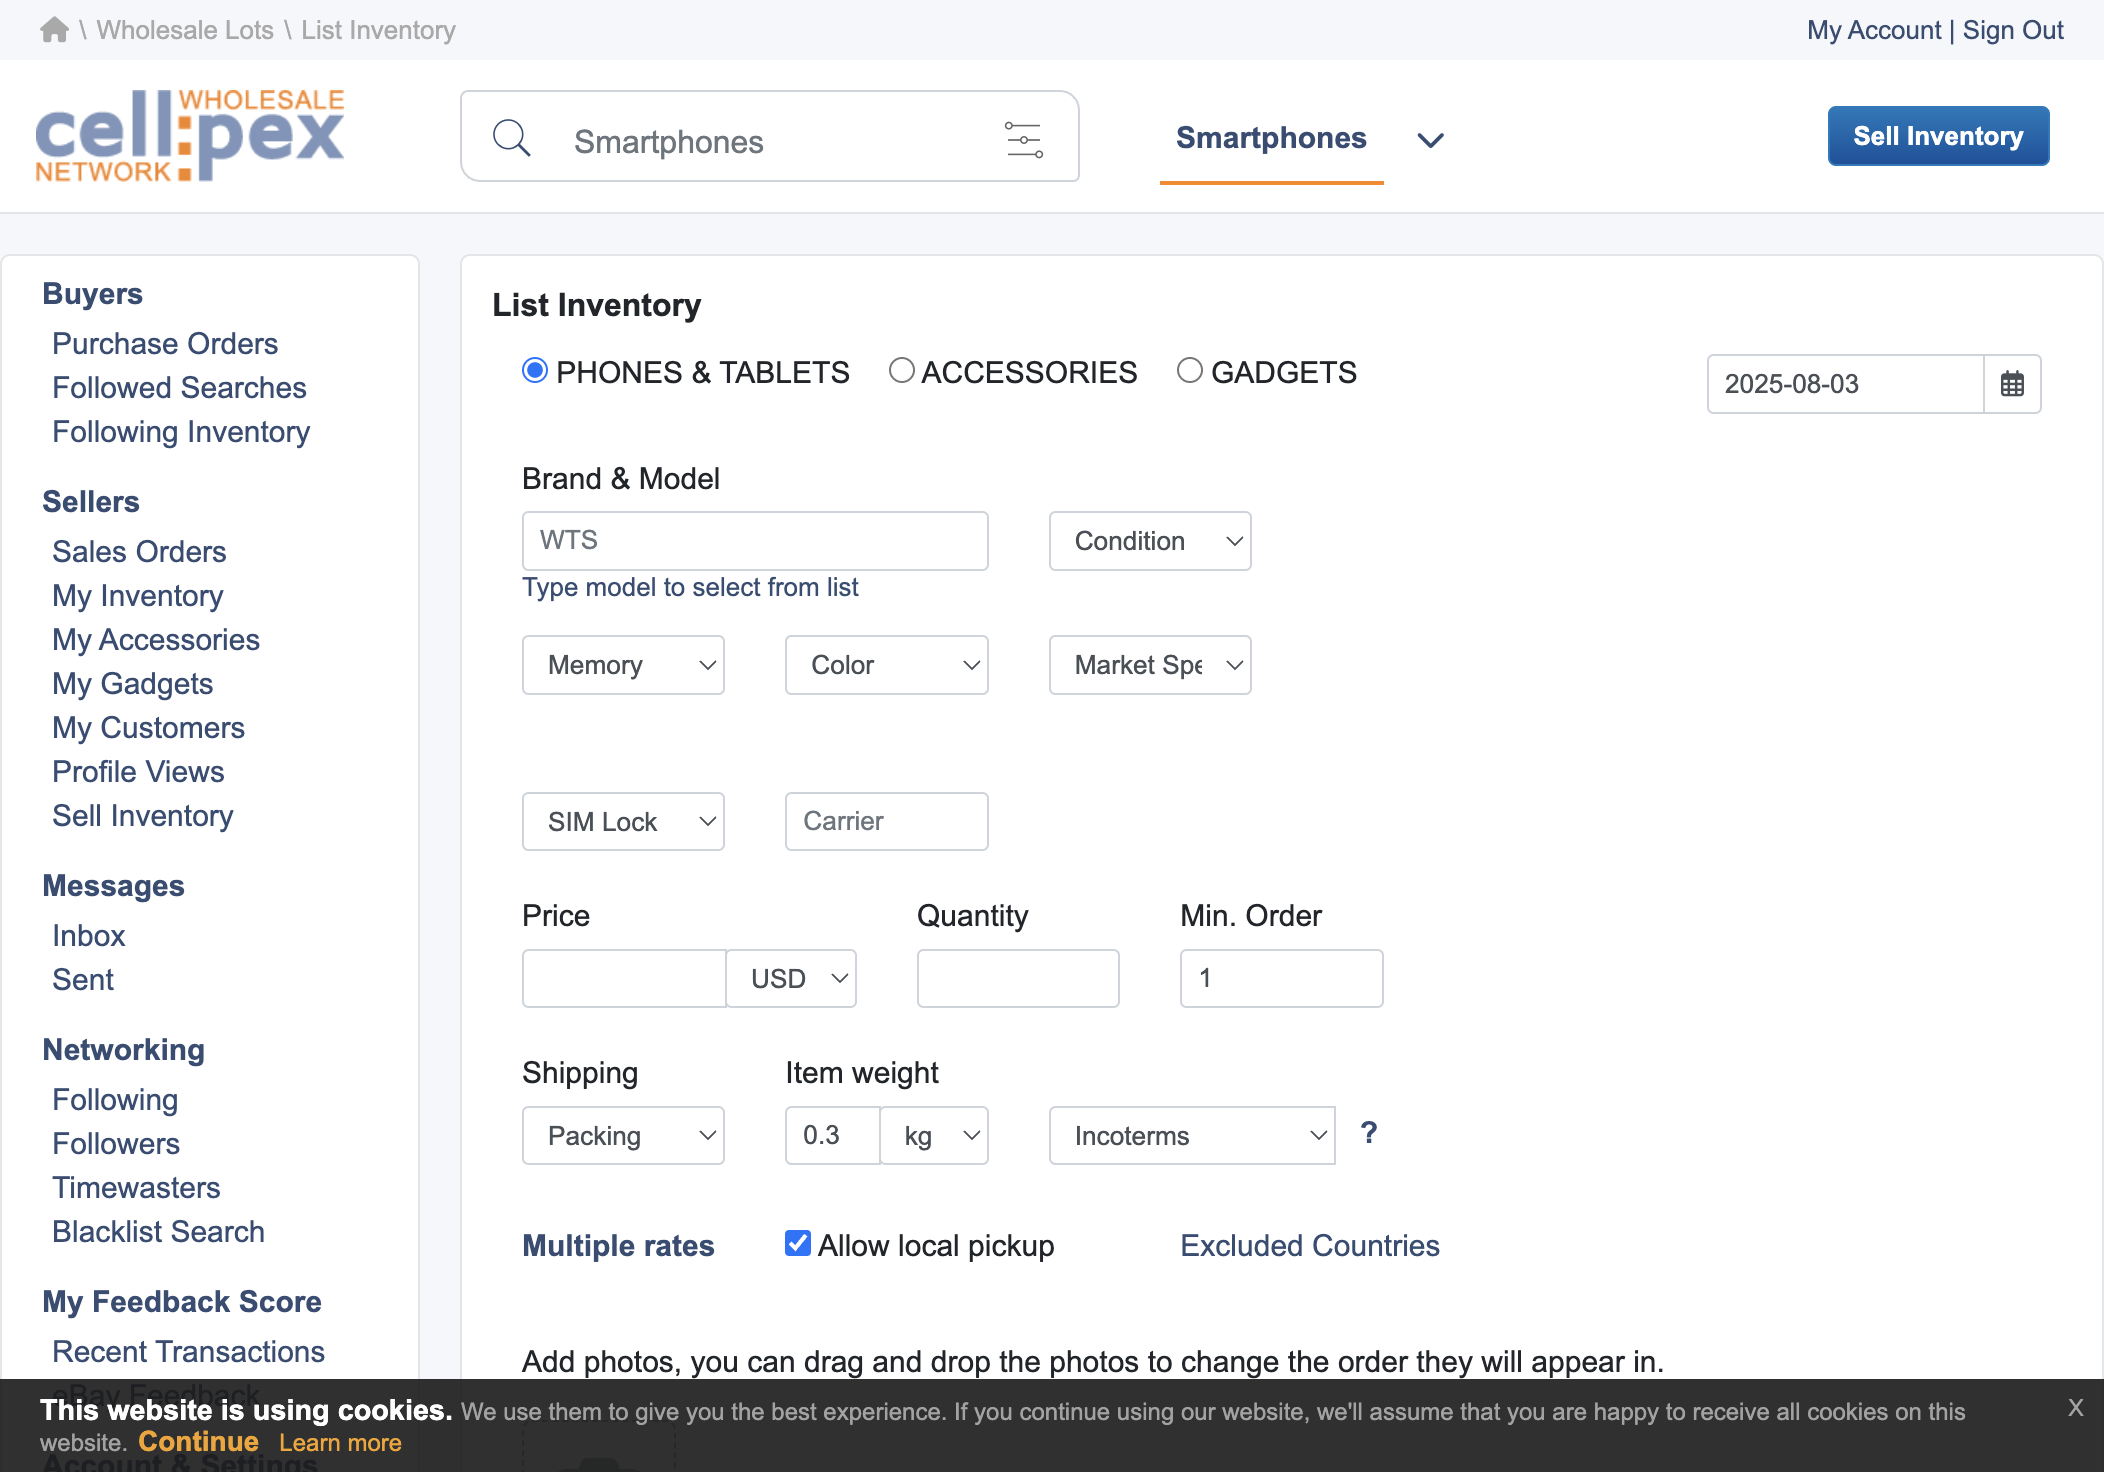 \ Wholesale Lots \ List Inventory
My Account | Sign Out
WHOLESALE
cell:pex
NETWORK
Smartphones
Smartphones
Sell Inventory
Buyers
Purchase Orders
Followed Searches
Following Inventory
Sellers
Sales Orders
My Inventory
My Accessories
My Gadgets
My Customers
Profile Views
Sell Inventory
Messages
Inbox
Sent
Networking
Following
Followers
Timewasters
Blacklist Search
My Feedback Score
Recent Transactions
eBay Feedback
Account & Settings
List Inventory
PHONES & TABLETS ACCESSORIES GADGETS
2025-08-03
Brand & Model
WTS
Condition
Type model to select from list
Memory Color Market Spe
SIM Lock Carrier
Price Quantity Min. Order
USD 1
Shipping Item weight
Packing 0.3 kg Incoterms ?
Multiple rates Allow local pickup Excluded Countries
Add photos, you can drag and drop the photos to change the order they will appear in.
This website is using cookies. We use them to give you the best experience. If you continue using our website, we'll assume that you are happy to receive all cookies on this
website. Continue Learn more
X